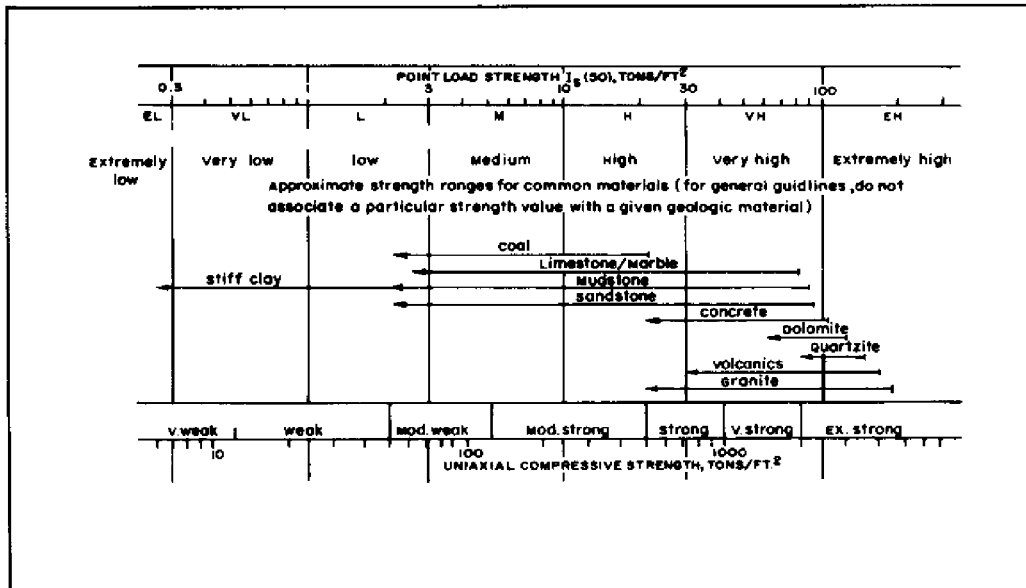 POINT LOAD STRENGTH I s (50), TONS/FT 2
0.3 1 3 10 30 100
EL VL L M H VH EH
Extremely low Very low low Medium High Very high Extremely high
Approximate strength ranges for common materials (for general guidlines, do not
associate a particular strength value with a given geologic material)
coal
Limestone/Marble
stiff clay Mudstone
sandstone
concrete
Dolomite
Quartzite
volcanics
Granite
V. weak weak Mod. weak Mod. strong strong V. strong EX. strong
10 100 1000
UNIAXIAL COMPRESSIVE STRENGTH, TONS/FT. 2